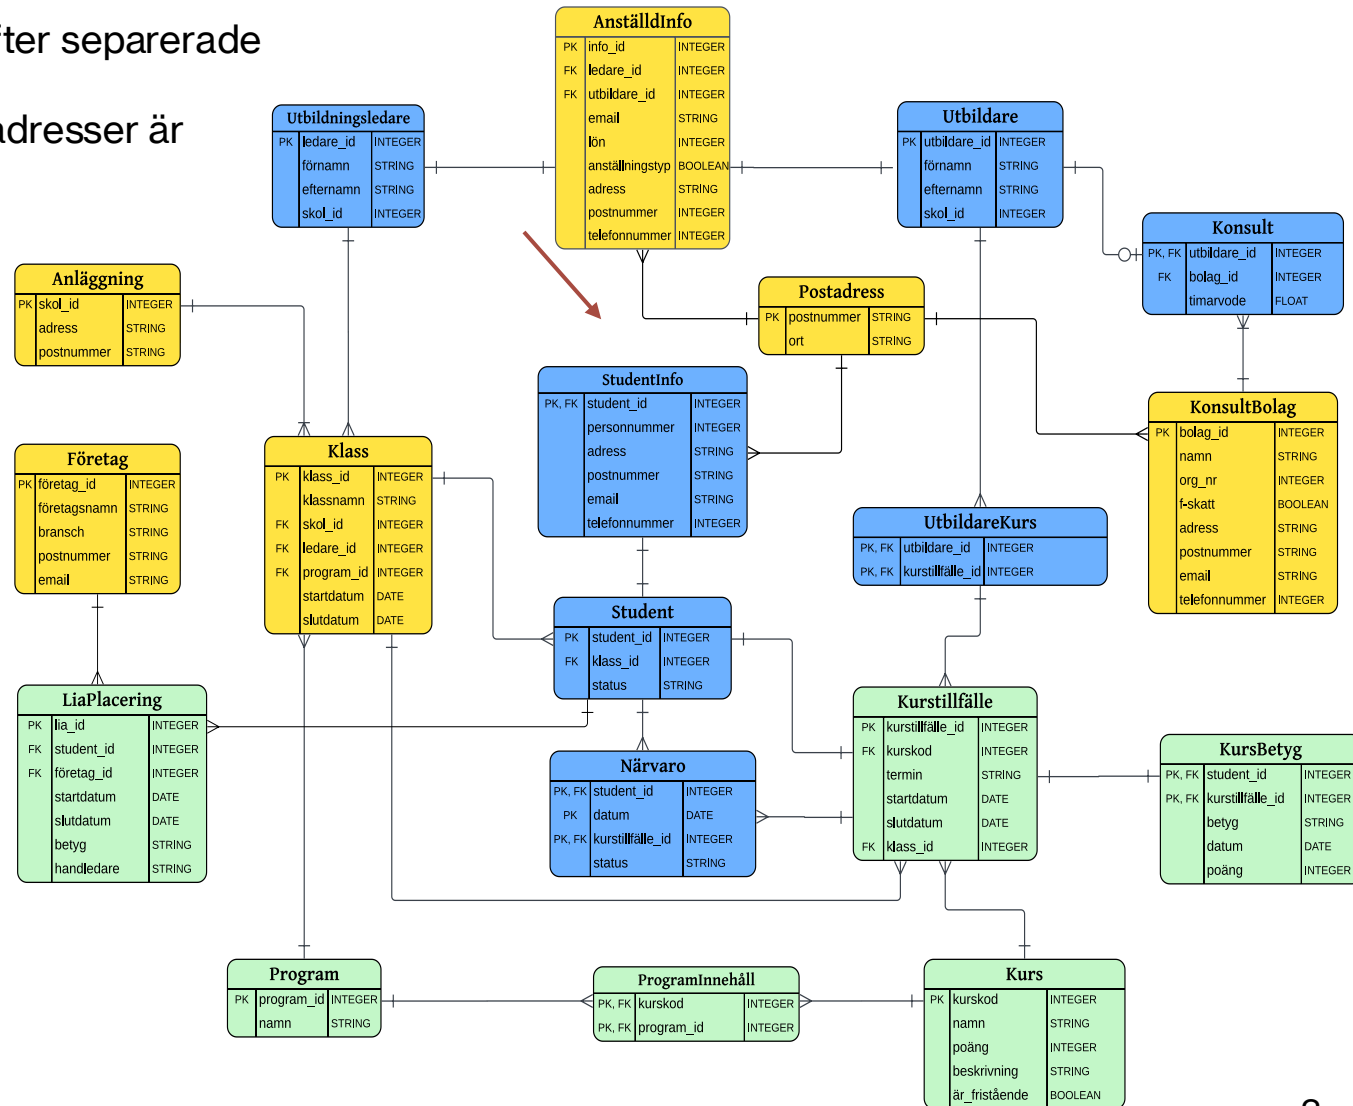 fter separerade
adresser är
AnställdInfo
PK info_id INTEGER
FK ledare_id INTEGER
FK utbildare_id INTEGER
email STRING
lön INTEGER
anställningstyp BOOLEAN
adress STRING
postnummer INTEGER
telefonnummer INTEGER
Utbildningsledare
PK ledare_id INTEGER
förnamn STRING
efternamn STRING
skol_id INTEGER
Utbildare
PK utbildare_id INTEGER
förnamn STRING
efternamn STRING
skol_id INTEGER
Konsult
PK, FK utbildare_id INTEGER
FK bolag_id INTEGER
timarvode FLOAT
Anläggning
PK skol_id INTEGER
adress STRING
postnummer STRING
Postadress
PK postnummer STRING
ort STRING
StudentInfo
PK, FK student_id INTEGER
personnummer INTEGER
adress STRING
postnummer STRING
email STRING
telefonnummer INTEGER
KonsultBolag
PK bolag_id INTEGER
namn STRING
org_nr INTEGER
f-skatt BOOLEAN
adress STRING
postnummer STRING
email STRING
telefonnummer INTEGER
Företag
PK företag_id INTEGER
företagsnamn STRING
bransch STRING
postnummer STRING
email STRING
Klass
PK klass_id INTEGER
klassnamn STRING
FK skol_id INTEGER
FK ledare_id INTEGER
FK program_id INTEGER
startdatum DATE
slutdatum DATE
UtbildareKurs
PK, FK utbildare_id INTEGER
PK, FK kurstillfälle_id INTEGER
Student
PK student_id INTEGER
FK klass_id INTEGER
status STRING
LiaPlacering
PK lia_id INTEGER
FK student_id INTEGER
FK företag_id INTEGER
startdatum DATE
slutdatum DATE
betyg STRING
handledare STRING
Kurstillfälle
PK kurstillfälle_id INTEGER
FK kurskod INTEGER
termin STRING
startdatum DATE
slutdatum DATE
FK klass_id INTEGER
KursBetyg
PK, FK student_id INTEGER
PK, FK kurstillfälle_id INTEGER
betyg STRING
datum DATE
poäng INTEGER
Närvaro
PK, FK student_id INTEGER
PK datum DATE
PK, FK kurstillfälle_id INTEGER
status STRING
Program
PK program_id INTEGER
namn STRING
ProgramInnehåll
PK, FK kurskod INTEGER
PK, FK program_id INTEGER
Kurs
PK kurskod INTEGER
namn STRING
poäng INTEGER
beskrivning STRING
är_fristående BOOLEAN